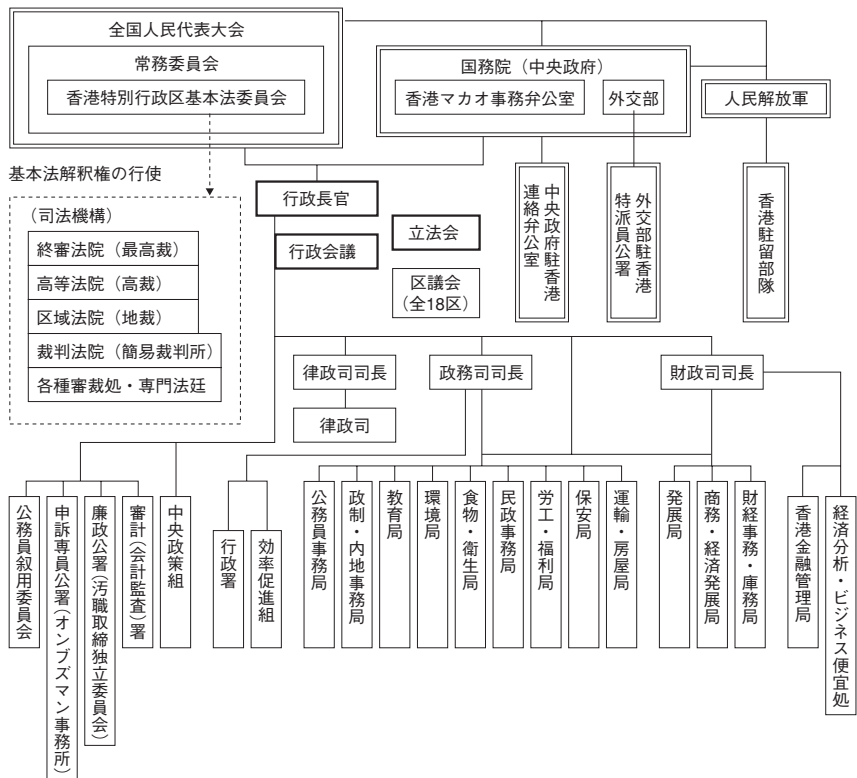 全国人民代表大会
常務委員会
香港特別行政区基本法委員会
国務院（中央政府）
香港マカオ事務弁公室
外交部
人民解放軍
基本法解釈権の行使
（司法機構）
終審法院（最高裁）
高等法院（高裁）
区域法院（地裁）
裁判法院（簡易裁判所）
各種審裁処・専門法廷
行政長官
行政会議
立法会
区議会
（全18区）
中央政府駐香港
連絡弁公室
外交部駐香港
特派員公署
香港駐留部隊
律政司司長
律政司
政務司司長
財政司司長
公務員叙用委員会
申訴専員公署（オンブズマン事務所）
廉政公署（汚職取締独立委員会）
審計（会計監査）署
中央政策組
行政署
効率促進組
公務員事務局
政制・内地事務局
教育局
環境局
食物・衛生局
民政事務局
労工・福利局
保安局
運輸・房屋局
発展局
商務・経済発展局
財経事務・庫務局
香港金融管理局
経済分析・ビジネス便宜処